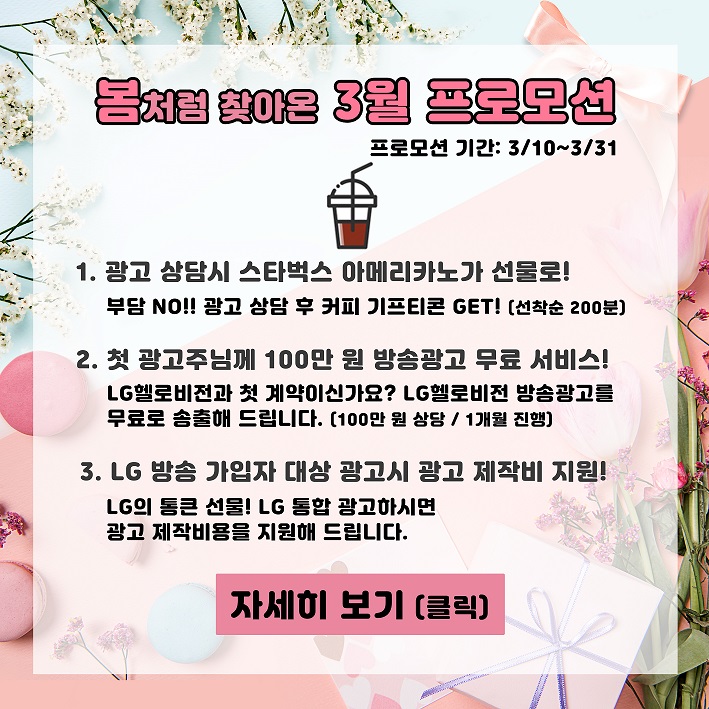 봄처럼 찾아온 3월 프로모션
프로모션 기간: 3/10~3/31
1. 광고 상담시 스타벅스 아메리카노가 선물로!
부담 NO!! 광고 상담 후 커피 기프티콘 GET! (선착순 200분)
2. 첫 광고주님께 100만 원 방송광고 무료 서비스!
LG헬로비전과 첫 계약이신가요? LG헬로비전 방송광고를
무료로 송출해 드립니다. (100만 원 상당 / 1개월 진행)
3. LG 방송 가입자 대상 광고시 광고 제작비 지원!
LG의 통큰 선물! LG 통합 광고하시면
광고 제작비용을 지원해 드립니다.
자세히 보기 (클릭)